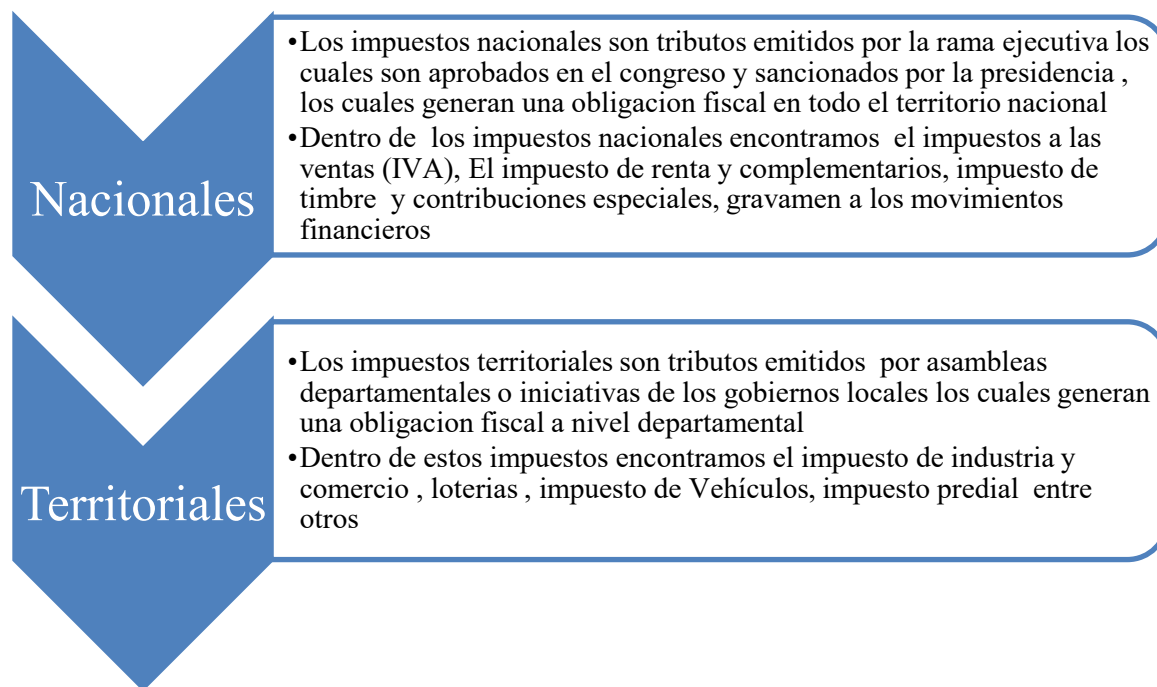 Nacionales
•Los impuestos nacionales son tributos emitidos por la rama ejecutiva los
cuales son aprobados en el congreso y sancionados por la presidencia ,
los cuales generan una obligacion fiscal en todo el territorio nacional
•Dentro de  los impuestos nacionales encontramos  el impuestos a las
ventas (IVA), El impuesto de renta y complementarios, impuesto de
timbre  y contribuciones especiales, gravamen a los movimientos
financieros
Territoriales
•Los impuestos territoriales son tributos emitidos  por asambleas
departamentales o iniciativas de los gobiernos locales los cuales generan
una obligacion fiscal a nivel departamental
•Dentro de estos impuestos encontramos el impuesto de industria y
comercio , loterias , impuesto de Vehículos, impuesto predial  entre
otros